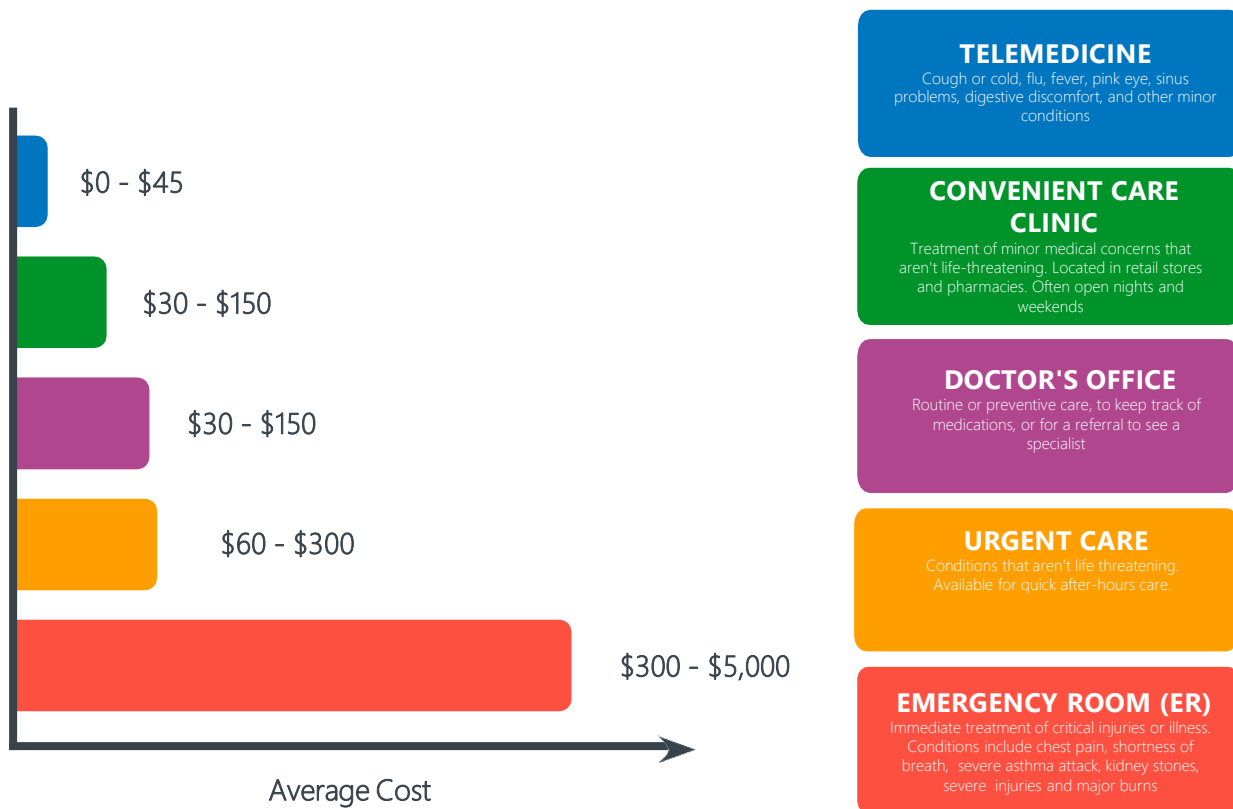 $0 - $45
$30 - $150
$30 - $150
$60 - $300
$300 - $5,000
Average Cost
TELEMEDICINE
Cough or cold, flu, fever, pink eye, sinus
problems, digestive discomfort, and other minor
conditions
CONVENIENT CARE
CLINIC
Treatment of minor medical concerns that
aren't life-threatening. Located in retail stores
and pharmacies. Often open nights and
weekends
DOCTOR'S OFFICE
Routine or preventive care, to keep track of
medications, or for a referral to see a
specialist
URGENT CARE
Conditions that aren't life threatening.
Available for quick after-hours care.
EMERGENCY ROOM (ER)
Immediate treatment of critical injuries or illness.
Conditions include chest pain, shortness of
breath, severe asthma attack, kidney stones,
severe injuries and major burns